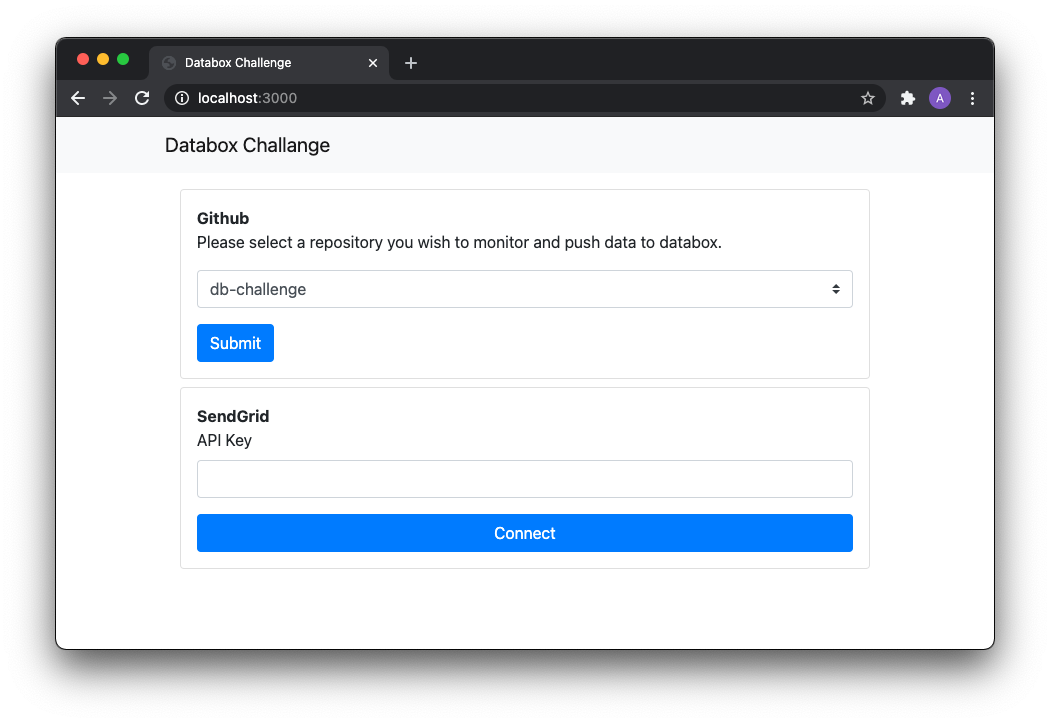 Databox Challenge
localhost:3000
A
Databox Challange
Github
Please select a repository you wish to monitor and push data to databox.
db-challenge
Submit
SendGrid
API Key
Connect